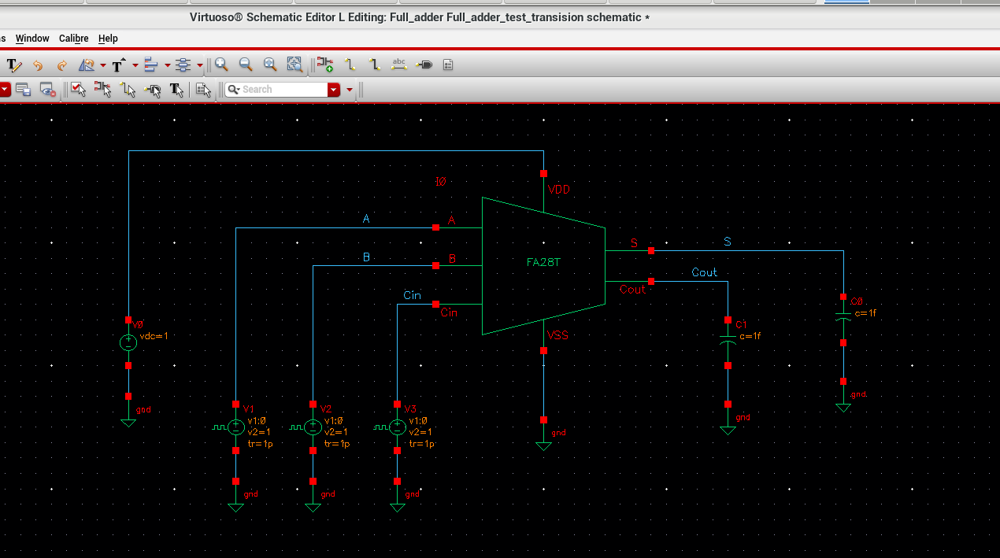 Virtuoso® Schematic Editor L Editing: Full_adder Full_adder_test_transision schematic *
s Window Calibre Help
T T abc
T Search
I0
VDD
A A
S S
B B
FA28T
Cout
Cin Cin
Cout
C0
c=1f
V0
vdc=1
C1
c=1f
VSS
gnd
gnd
gnd
gnd
V1
v1:0
v2=1
tr=1p
gnd
V2
v1:0
v2=1
tr=1p
gnd
V3
v1:0
v2=1
tr=1p
gnd